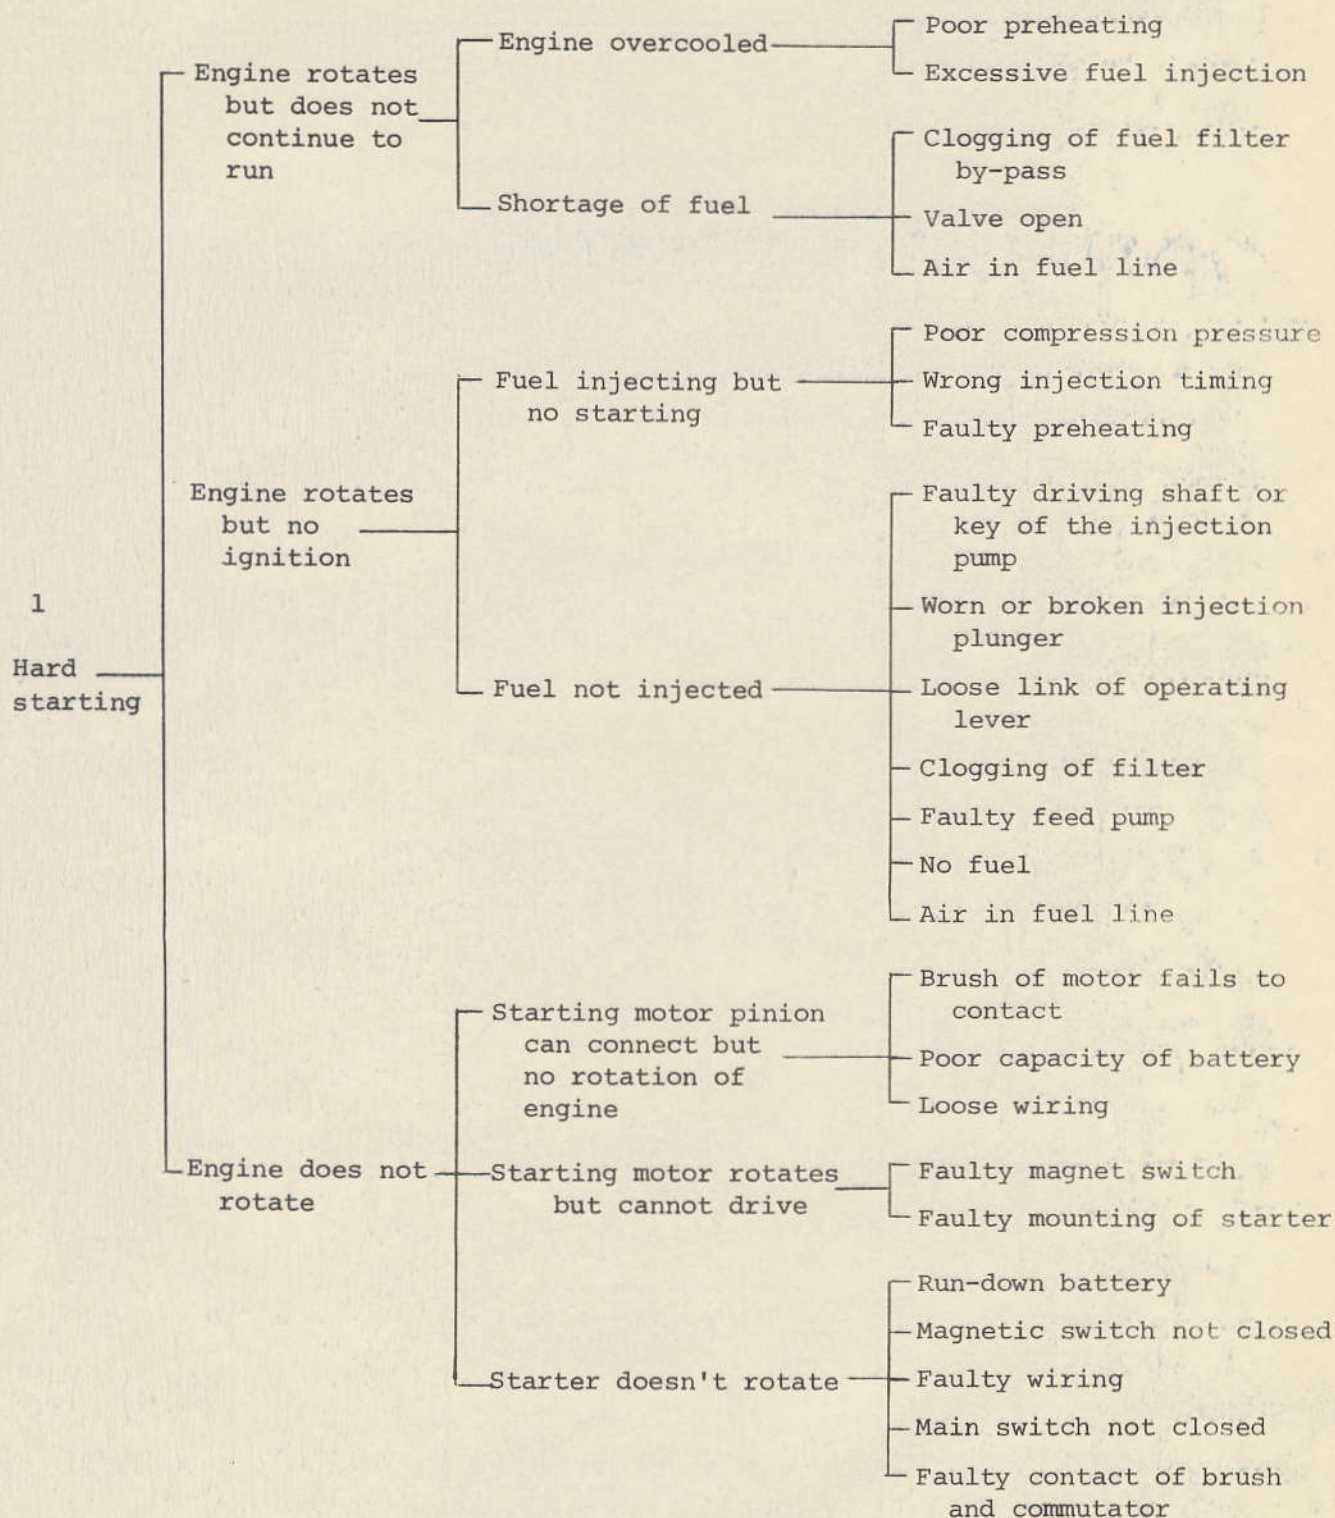 Engine rotates
but does not
continue to
run
Engine overcooled
Poor preheating
Excessive fuel injection
Shortage of fuel
Clogging of fuel filter
by-pass
Valve open
Air in fuel line
Engine rotates
but no
ignition
Fuel injecting but
no starting
Poor compression pressure
Wrong injection timing
Faulty preheating
Fuel not injected
Faulty driving shaft or
key of the injection
pump
Worn or broken injection
plunger
Loose link of operating
lever
Clogging of filter
Faulty feed pump
No fuel
Air in fuel line
1
Hard
starting
Engine does not
rotate
Starting motor pinion
can connect but
no rotation of
engine
Brush of motor fails to
contact
Poor capacity of battery
Loose wiring
Starting motor rotates
but cannot drive
Faulty magnet switch
Faulty mounting of starter
Starter doesn't rotate
Run-down battery
Magnetic switch not closed
Faulty wiring
Main switch not closed
Faulty contact of brush
and commutator